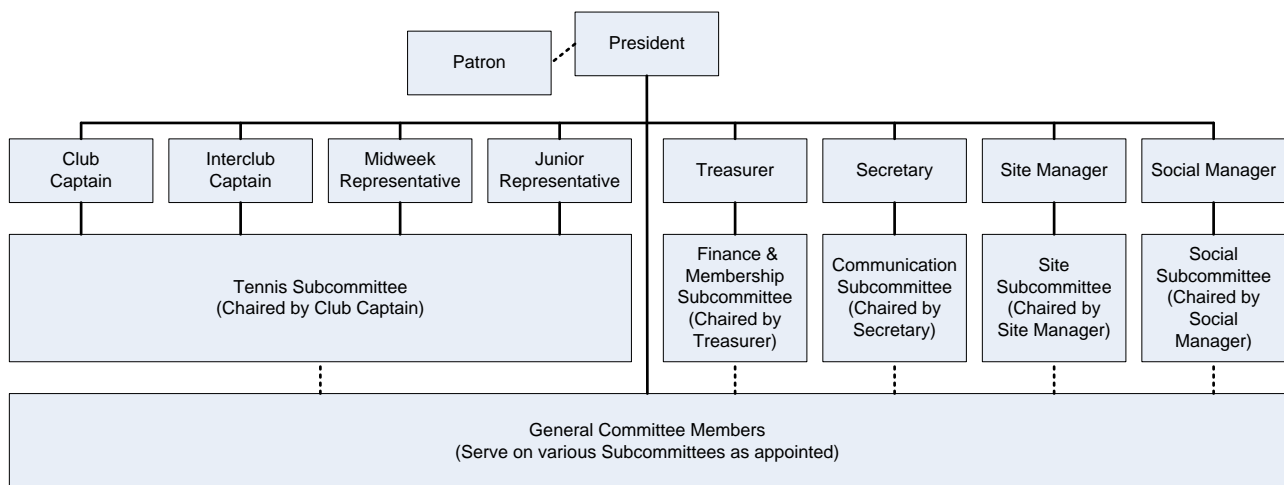 President
Patron
Club
Captain
Interclub
Captain
Midweek
Representative
Junior
Representative
Treasurer
Secretary
Site Manager
Social Manager
Tennis Subcommittee
(Chaired by Club Captain)
Finance &
Membership
Subcommittee
(Chaired by
Treasurer)
Communication
Subcommittee
(Chaired by
Secretary)
Site
Subcommittee
(Chaired by
Site Manager)
Social
Subcommittee
(Chaired by
Social
Manager)
General Committee Members
(Serve on various Subcommittees as appointed)